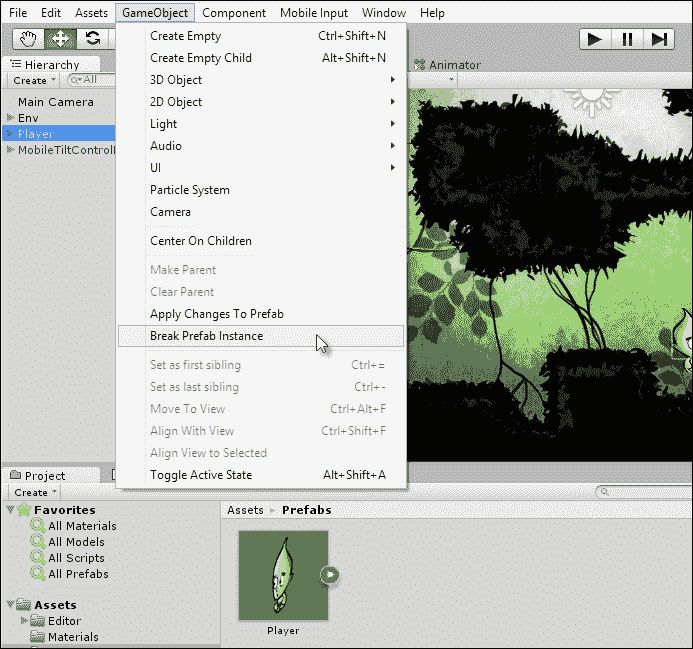 File Edit Assets GameObject Component Mobile Input Window Help
Hierarchy
Create
All
Main Camera
Env
Player
MobileTiltControl
Create Empty Ctrl+Shift+N
Create Empty Child Alt+Shift+N
3D Object
2D Object
Light
Audio
UI
Particle System
Camera
Center On Children
Make Parent
Clear Parent
Apply Changes To Prefab
Break Prefab Instance
Set as first sibling Ctrl+=
Set as last sibling Ctrl+-
Move To View Ctrl+Alt+F
Align With View Ctrl+Shift+F
Align View to Selected
Toggle Active State Alt+Shift+A
Animator
Project
Create
Favorites
All Materials
All Models
All Scripts
All Prefabs
Assets
Editor
Materials
Assets Prefabs
Player